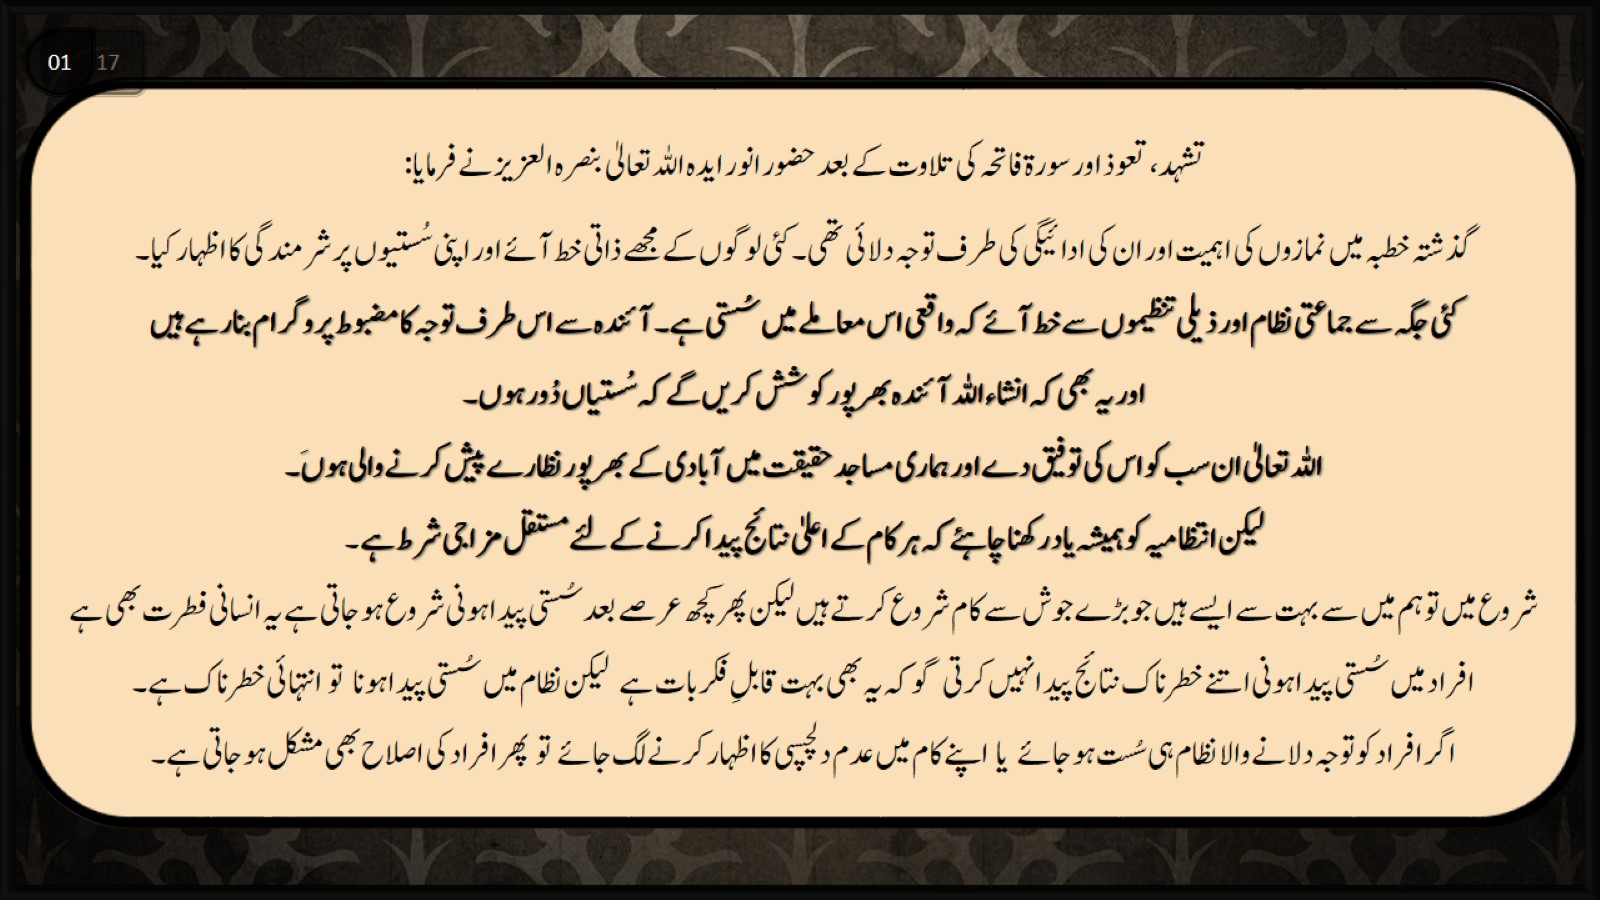 01 17
تشہد، تعوذ اور سورۃ فاتحہ کی تلاوت کے بعد حضور انور ایدہ اللہ تعالیٰ بنصرہ العزیز نے فرمایا:
گذشتہ خطبہ میں نمازوں کی اہمیت اور ان کی ادائیگی کی طرف توجہ دلائی تھی۔ کئی لوگوں کے مجھے ذاتی خط آئے اور اپنی سُستیوں پر شرمندگی کا اظہار کیا۔
کئی جگہ سے جماعتی نظام اور ذیلی تنظیموں سے خط آئے کہ واقعی اس معاملے میں سُستی ہے۔ آئندہ سے اس طرف توجہ کا مضبوط پروگرام بنا رہے ہیں
اور یہ بھی کہ انشاء اللہ آئندہ بھرپور کوشش کریں گے کہ سُستیاں دُور ہوں۔
اللہ تعالیٰ ان سب کو اس کی توفیق دے اور ہماری مساجد حقیقت میں آبادی کے بھرپور نظارے پیش کرنے والی ہوں۔
لیکن انتظامیہ کو ہمیشہ یاد رکھنا چاہئے کہ ہر کام کے اعلیٰ نتائج پیدا کرنے کے لئے مستقل مزاجی شرط ہے۔
شروع میں تو ہم میں سے بہت سے ایسے ہیں جو بڑے جوش سے کام شروع کرتے ہیں لیکن پھر کچھ عرصے بعد سُستی پیدا ہونی شروع ہو جاتی ہے یہ انسانی فطرت بھی ہے
افراد میں سُستی پیدا ہونی اتنے خطرناک نتائج پیدا نہیں کرتی گو کہ یہ بھی بہت قابلِ فکر بات ہے لیکن نظام میں سُستی پیدا ہونا تو انتہائی خطرناک ہے۔
اگر افراد کو توجہ دلانے والا نظام ہی سُست ہو جائے یا اپنے کام میں عدم دلچسپی کا اظہار کرنے لگ جائے تو پھر افراد کی اصلاح بھی مشکل ہو جاتی ہے۔